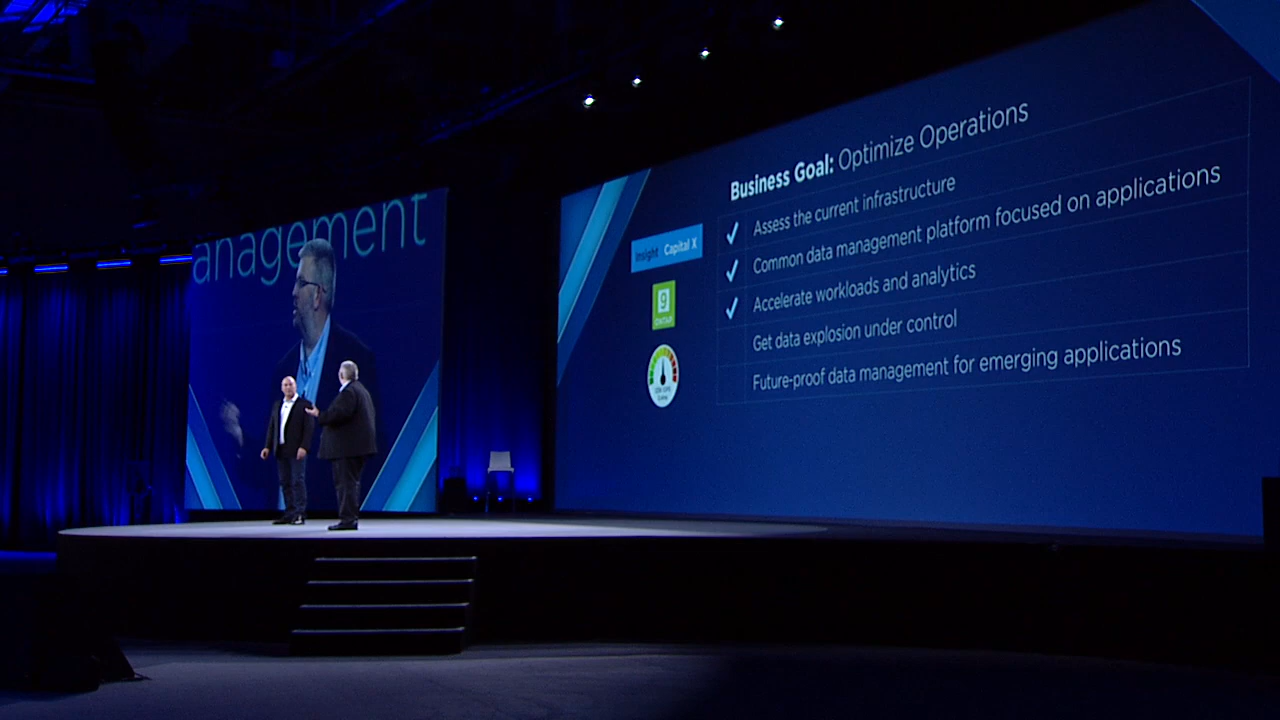 anagement
Business Goal: Optimize Operations
Assess the current infrastructure
Common data management platform focused on applications
Accelerate workloads and analytics
Get data explosion under control
Future-proof data management for emerging applications
Insight Capital X